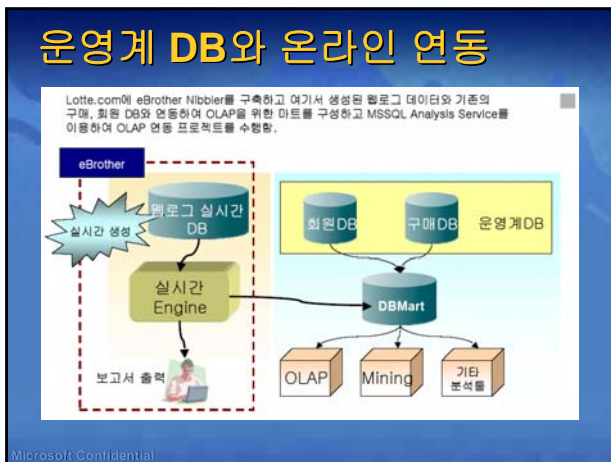 운영계 DB와 온라인 연동
Lotte.com에 eBrother Nibbler를 구축하고 여기서 생성된 웹로그 데이터와 기존의
구매, 회원 DB와 연동하여 OLAP을 위한 마트를 구성하고 MSSQL Analysis Service를
이용하여 OLAP 연동 프로젝트를 수행함.
eBrother
웹로그 실시간
DB
실시간 생성
회원DB
구매DB
운영계DB
실시간
Engine
DBMart
보고서 출력
OLAP
Mining
기타
분석툴
Microsoft Confidential